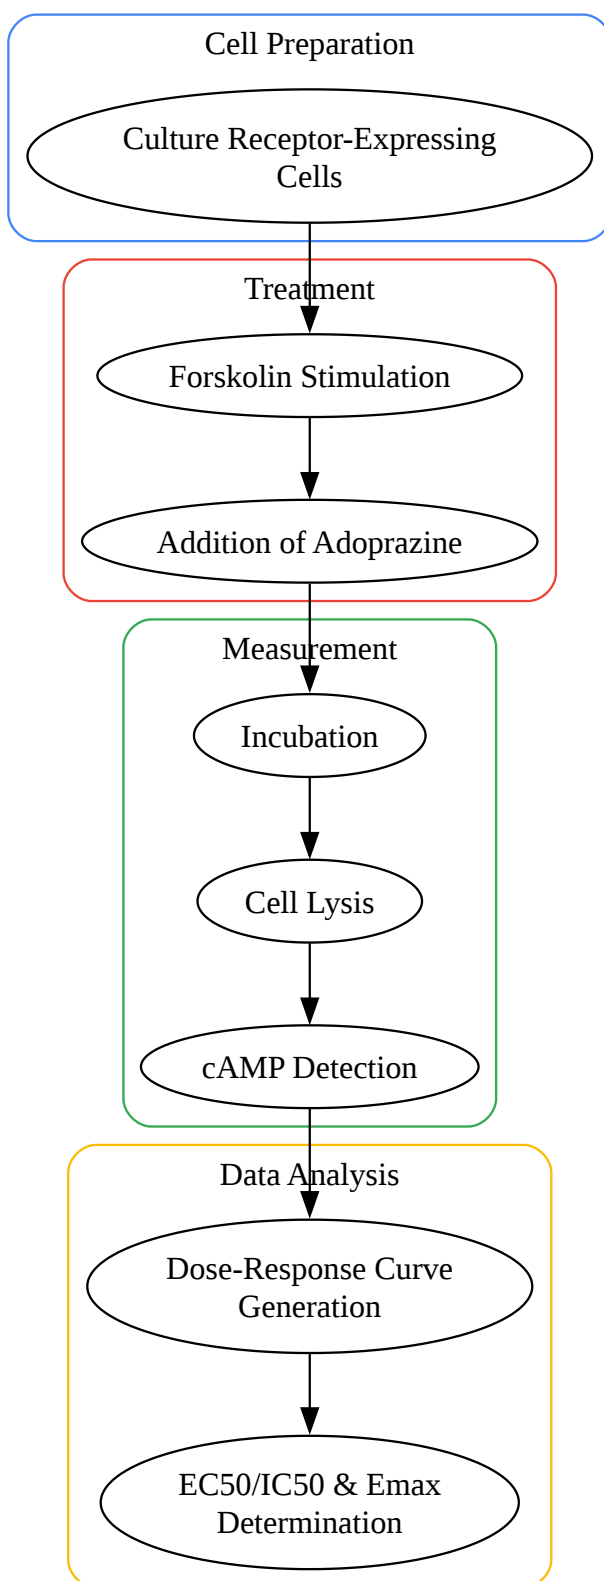 Cell Preparation
Culture Receptor-Expressing
Cells
Treatment
Forskolin Stimulation
Addition of Adoprazine
Measurement
Incubation
Cell Lysis
cAMP Detection
Data Analysis
Dose-Response Curve
Generation
EC50/IC50 & Emax
Determination